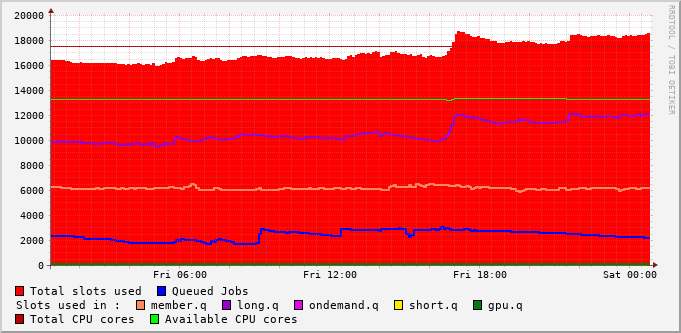 20000
18000
16000
14000
12000
10000
8000
6000
4000
2000
0
Fri 06:00 Fri 12:00 Fri 18:00 Sat 00:00
RRDTOOL / TOBI OETIKER
Total slots used Queued Jobs
Slots used in : member.q long.q ondemand.q short.q gpu.q
Total CPU cores Available CPU cores